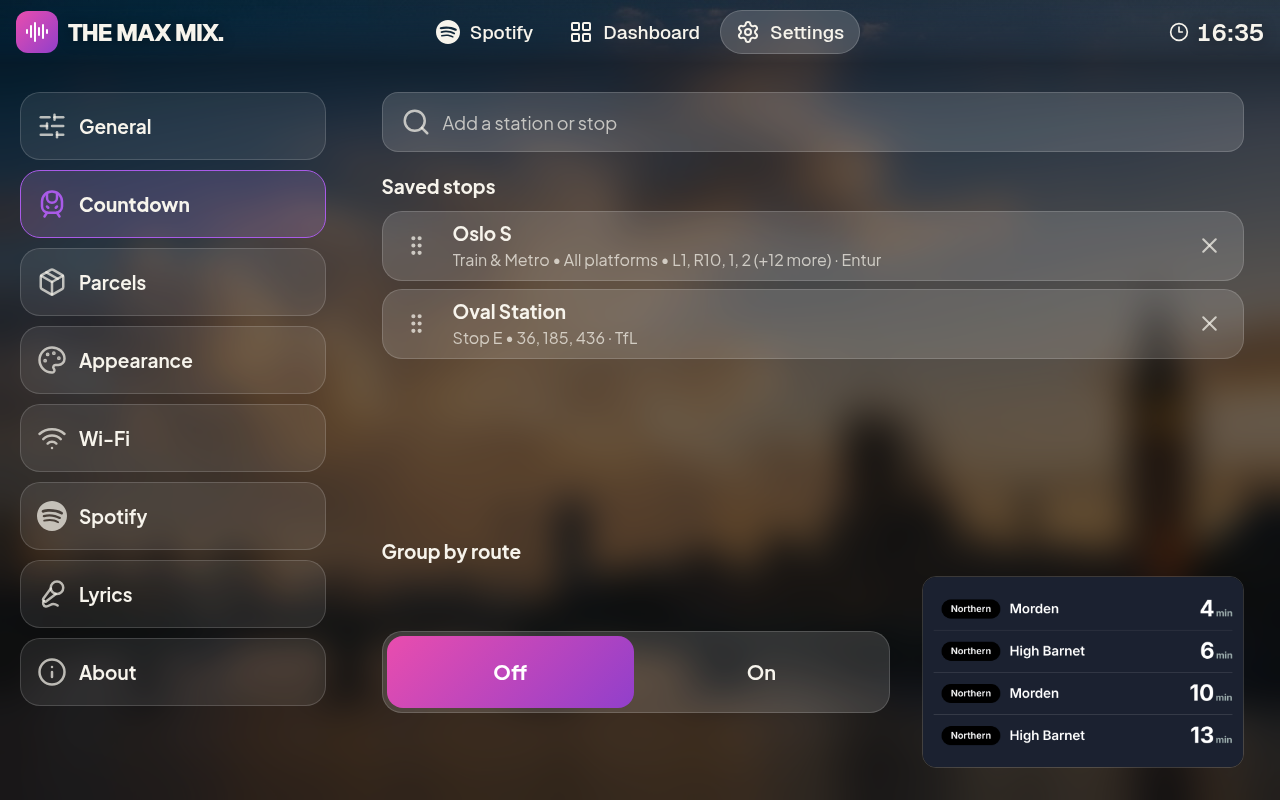 THE MAX MIX.
Spotify
Dashboard
Settings
16:35
General
Countdown
Parcels
Appearance
Wi-Fi
Spotify
Lyrics
About
Add a station or stop
Saved stops
Oslo S
Train & Metro • All platforms • L1, R10, 1, 2 (+12 more) · Entur
Oval Station
Stop E • 36, 185, 436 · TfL
Group by route
Off
On
Northern Morden 4 min
Northern High Barnet 6 min
Northern Morden 10 min
Northern High Barnet 13 min